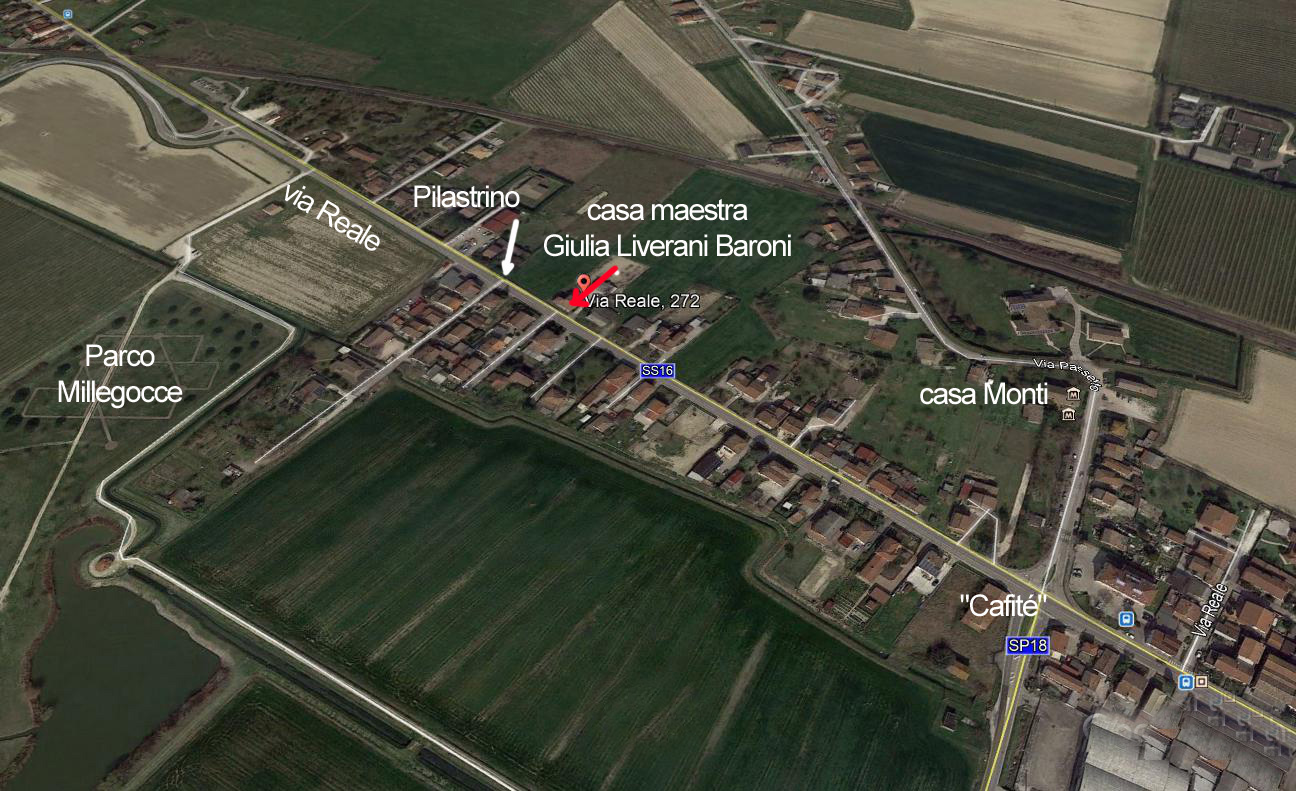 via Reale
Pilastrino
casa maestra
Giulia Liverani Baroni
Via Reale, 272
Parco
Millegocce
SS16
Via Passetto
casa Monti
M
M
"Cafité"
SP18
Via Reale